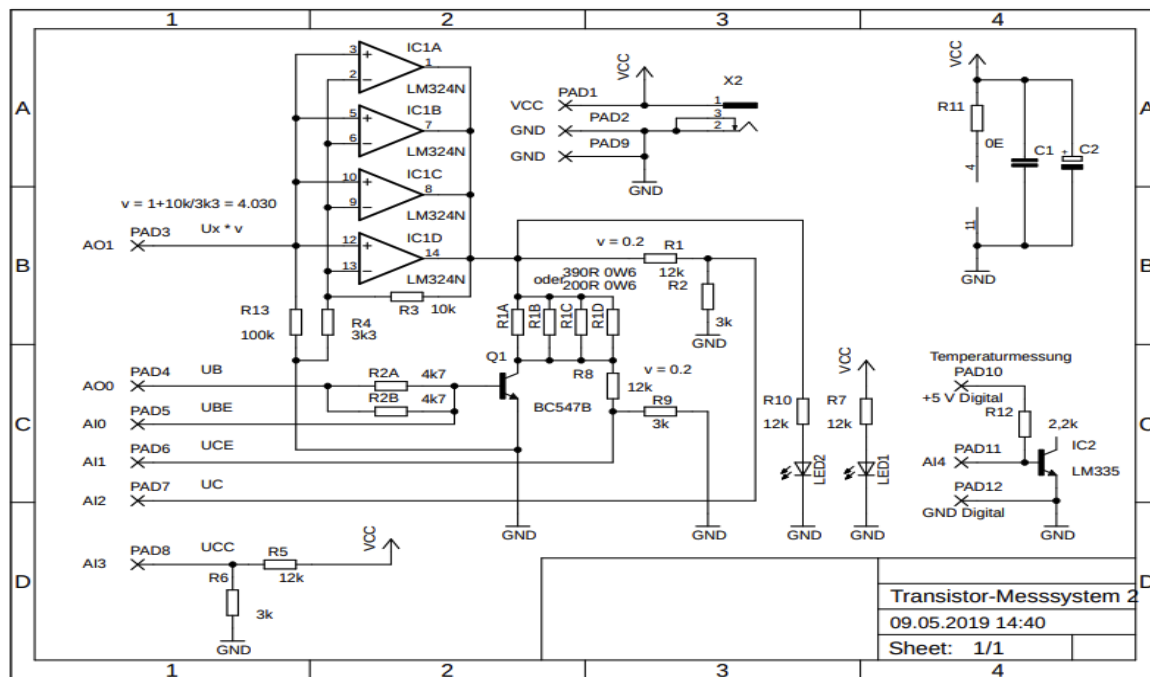 1 2 3 4
A A
B B
C C
D D
1 2 3 4
3 + IC1A
1
2 − LM324N
5 + IC1B
7
6 − LM324N
10 + IC1C
8
9 − LM324N
12 + IC1D
14
13 − LM324N
v = 1+10k/3k3 = 4.030
PAD3 Ux * v
AO1
R13
100k
R4
3k3
R3 10k
VCC
X2
VCC PAD1 1
GND PAD2 3
2
GND PAD9
GND
VCC
R11
0E
4
11
C1
+ C2
GND
v = 0.2 R1
12k
R2
3k
GND
oder 390R 0W6
200R 0W6
R1A R1B R1C R1D
Q1
BC547B
R8
12k
v = 0.2
R9
3k
PAD4 UB
AO0
R2A 4k7
R2B 4k7
PAD5 UBE
AI0
PAD6 UCE
AI1
PAD7 UC
AI2
GND
GND
R10
12k
LED2
GND
VCC
R7
12k
LED1
GND
Temperaturmessung
PAD10
+5 V Digital
R12
2,2k
PAD11
AI4
IC2
LM335
PAD12
GND Digital
GND
PAD8 UCC
AI3
R5
12k
VCC
R6
3k
GND
Transistor-Messsystem 2
09.05.2019 14:40
Sheet: 1/1